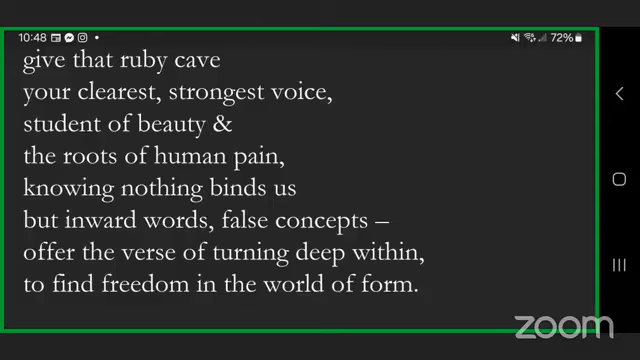 10:48 72%
give that ruby cave
your clearest, strongest voice,
student of beauty &
the roots of human pain,
knowing nothing binds us
but inward words, false concepts –
offer the verse of turning deep within,
to find freedom in the world of form.
zoom